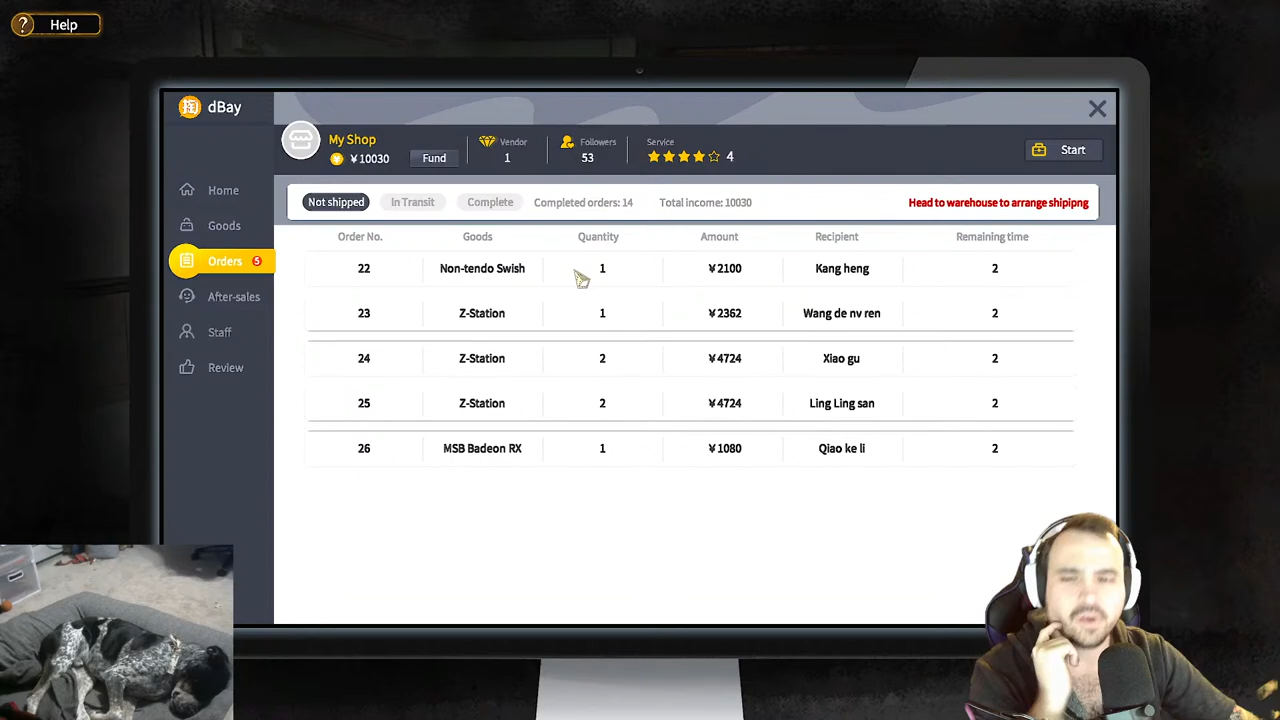 ? Help
掏 dBay
My Shop
¥10030
Fund
Vendor
1
Followers
53
Service
4
Start
Home
Goods
Orders 5
After-sales
Staff
Review
Not shipped In Transit Complete Completed orders: 14 Total income: 10030 Head to warehouse to arrange shipipng
Order No. Goods Quantity Amount Recipient Remaining time
22 Non-tendo Swish 1 ¥2100 Kang heng 2
23 Z-Station 1 ¥2362 Wang de nv ren 2
24 Z-Station 2 ¥4724 Xiao gu 2
25 Z-Station 2 ¥4724 Ling Ling san 2
26 MSB Badeon RX 1 ¥1080 Qiao ke li 2